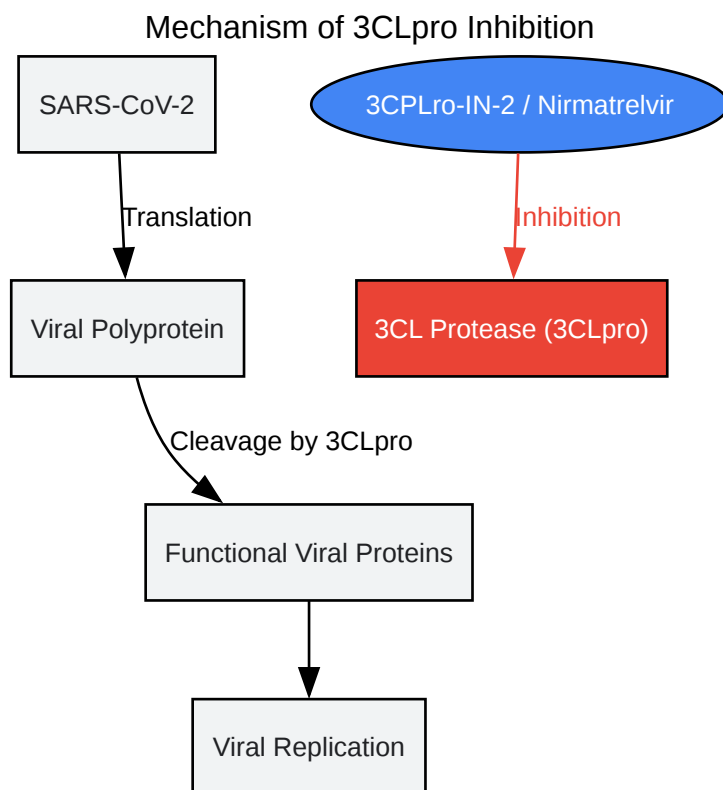 Mechanism of 3CLpro Inhibition
SARS-CoV-2
3CPLro-IN-2 / Nirmatrelvir
Translation
Inhibition
Viral Polyprotein
3CL Protease (3CLpro)
Cleavage by 3CLpro
Functional Viral Proteins
Viral Replication